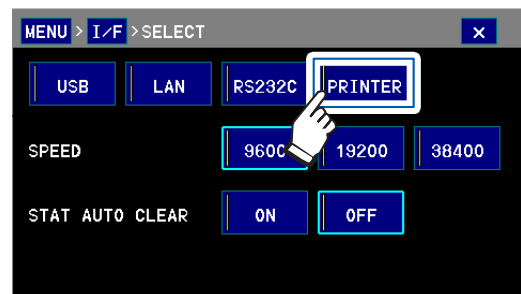 MENU > I/F >SELECT X
USB LAN RS232C PRINTER
SPEED 9600 19200 38400
STAT AUTO CLEAR ON OFF